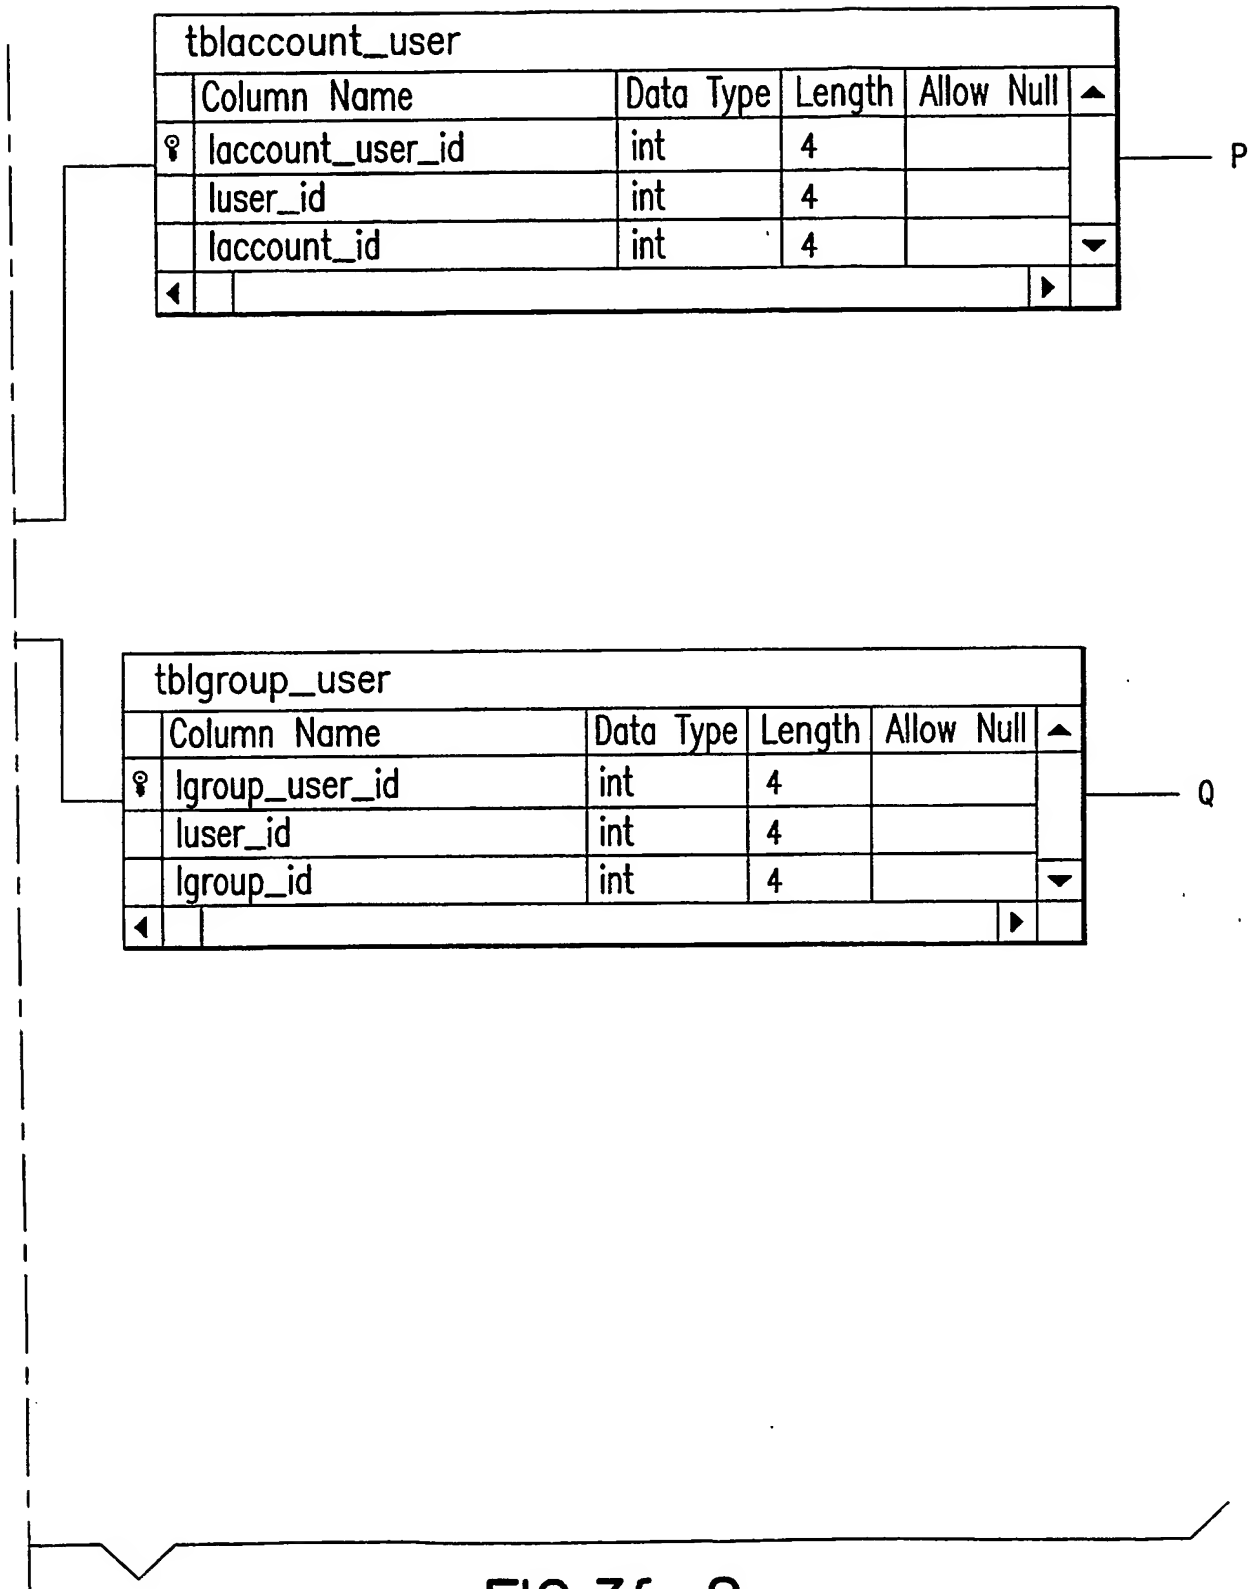 tblaccount_user
Column Name Data Type Length Allow Null
laccount_user_id int 4
luser_id int 4
laccount_id int 4
P
tblgroup_user
Column Name Data Type Length Allow Null
lgroup_user_id int 4
luser_id int 4
lgroup_id int 4
Q